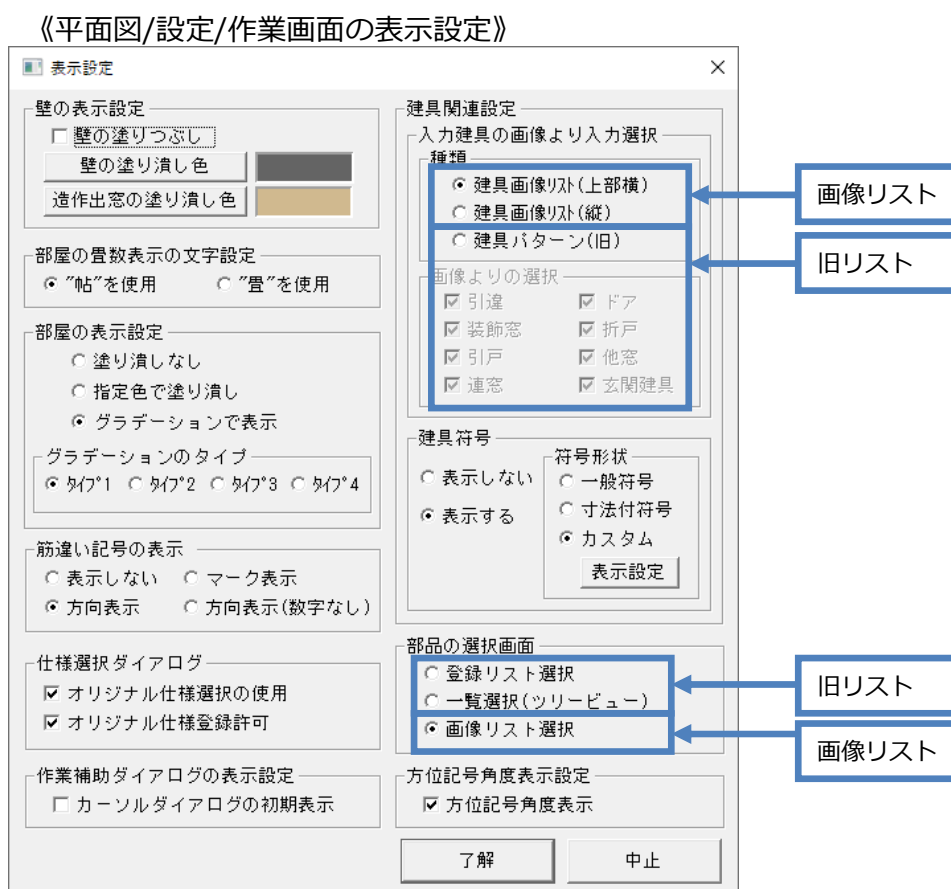 《平面図/設定/作業画面の表示設定》
表示設定
壁の表示設定
壁の塗りつぶし
壁の塗り潰し色
造作出窓の塗り潰し色
部屋の畳数表示の文字設定
"帖"を使用 "畳"を使用
部屋の表示設定
塗り潰しなし
指定色で塗り潰し
グラデーションで表示
グラデーションのタイプ
ﾀｲﾌﾟ1 ﾀｲﾌﾟ2 ﾀｲﾌﾟ3 ﾀｲﾌﾟ4
筋違い記号の表示
表示しない マーク表示
方向表示 方向表示(数字なし)
仕様選択ダイアログ
オリジナル仕様選択の使用
オリジナル仕様登録許可
作業補助ダイアログの表示設定
カーソルダイアログの初期表示
建具関連設定
入力建具の画像より入力選択
種類
建具画像ﾘｽﾄ(上部横)
建具画像ﾘｽﾄ(縦)
建具パターン(旧)
画像よりの選択
引違 ドア
装飾窓 折戸
引戸 他窓
連窓 玄関建具
建具符号
表示しない
表示する
符号形状
一般符号
寸法付符号
カスタム
表示設定
部品の選択画面
登録リスト選択
一覧選択(ツリービュー)
画像リスト選択
方位記号角度表示設定
方位記号角度表示
了解 中止
画像リスト
旧リスト
旧リスト
画像リスト